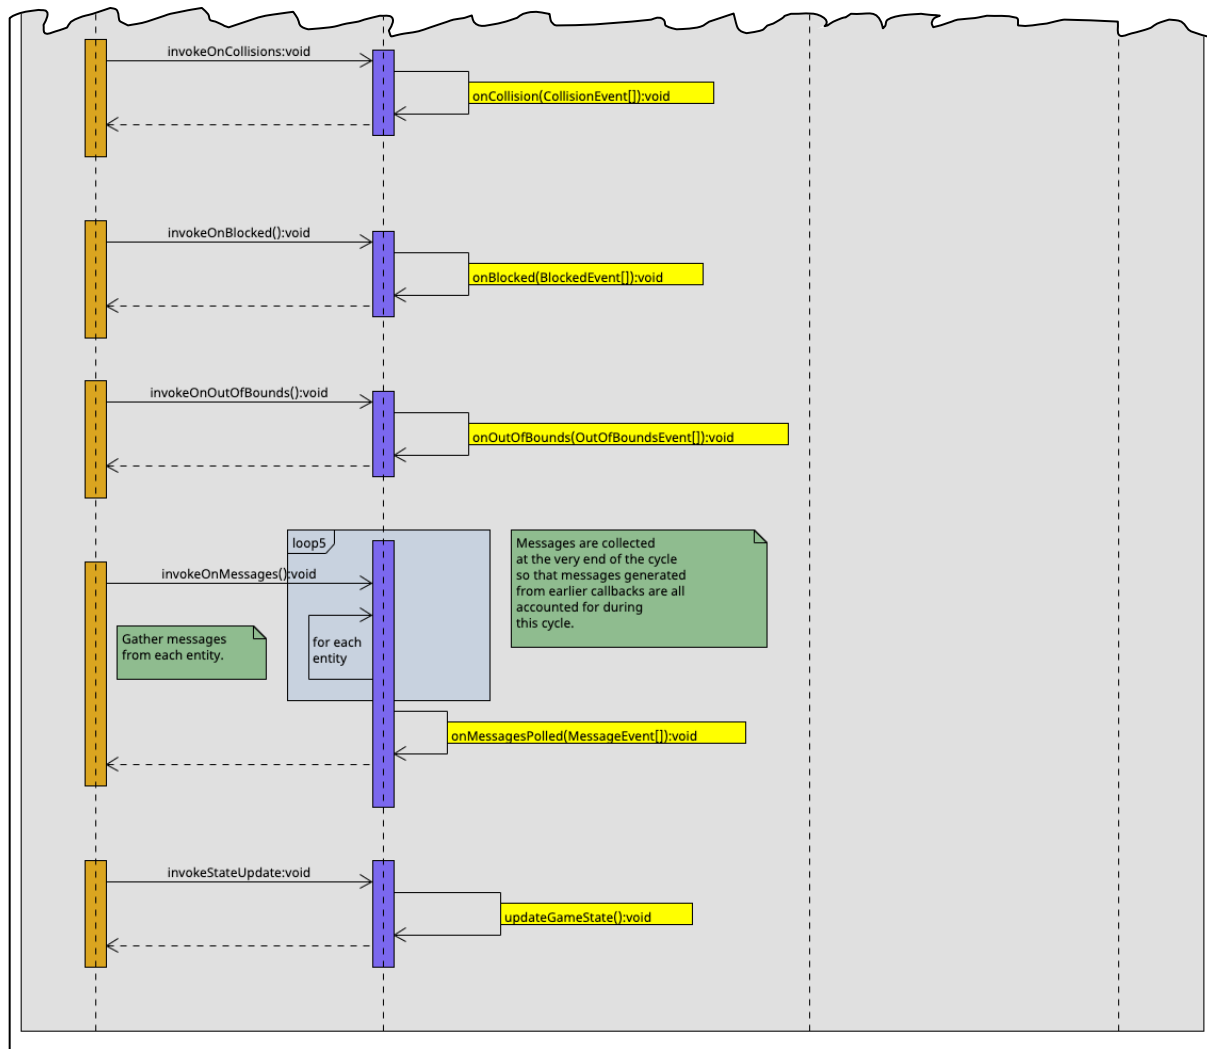 invokeOnCollisions:void
onCollision(CollisionEvent[]):void
invokeOnBlocked():void
onBlocked(BlockedEvent[]):void
invokeOnOutOfBounds():void
onOutOfBounds(OutOfBoundsEvent[]):void
loop5
Messages are collected
at the very end of the cycle
so that messages generated
from earlier callbacks are all
accounted for during
this cycle.
invokeOnMessages():void
Gather messages
from each entity.
for each
entity
onMessagesPolled(MessageEvent[]):void
invokeStateUpdate:void
updateGameState():void